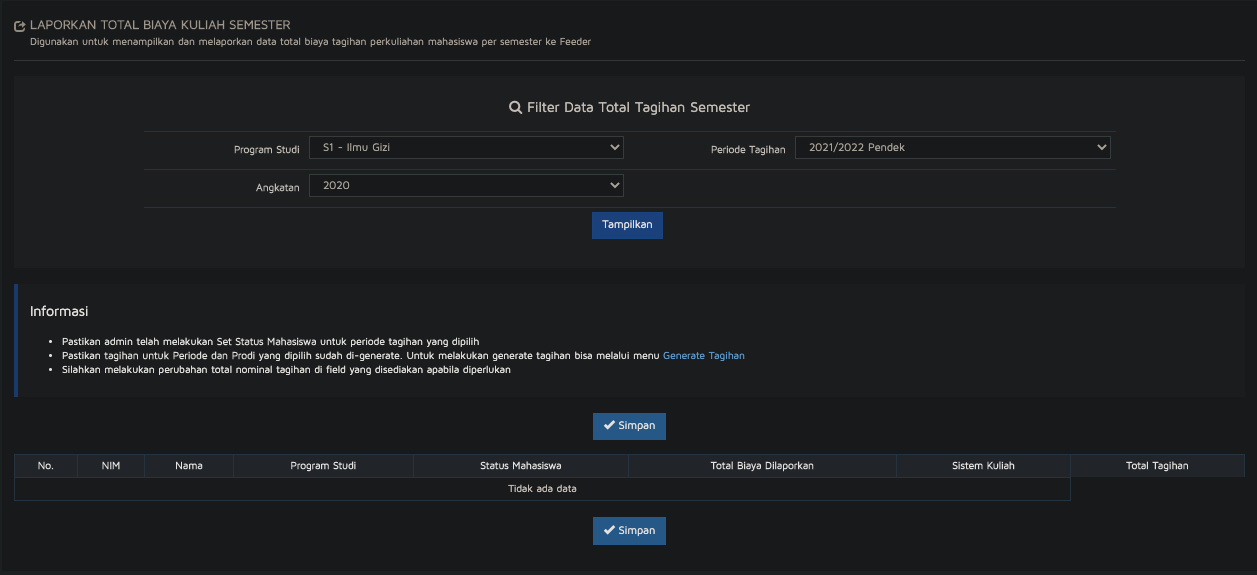 LAPORKAN TOTAL BIAYA KULIAH SEMESTER
Digunakan untuk menampilkan dan melaporkan data total biaya tagihan perkuliahan mahasiswa per semester ke Feeder
Filter Data Total Tagihan Semester
Program Studi S1 - Ilmu Gizi Periode Tagihan 2021/2022 Pendek
Angkatan 2020
Tampilkan
Informasi
• Pastikan admin telah melakukan Set Status Mahasiswa untuk periode tagihan yang dipilih
• Pastikan tagihan untuk Periode dan Prodi yang dipilih sudah di-generate. Untuk melakukan generate tagihan bisa melalui menu Generate Tagihan
• Silahkan melakukan perubahan total nominal tagihan di field yang disediakan apabila diperlukan
Simpan
No. NIM Nama Program Studi Status Mahasiswa Total Biaya Dilaporkan Sistem Kuliah Total Tagihan
Tidak ada data
Simpan